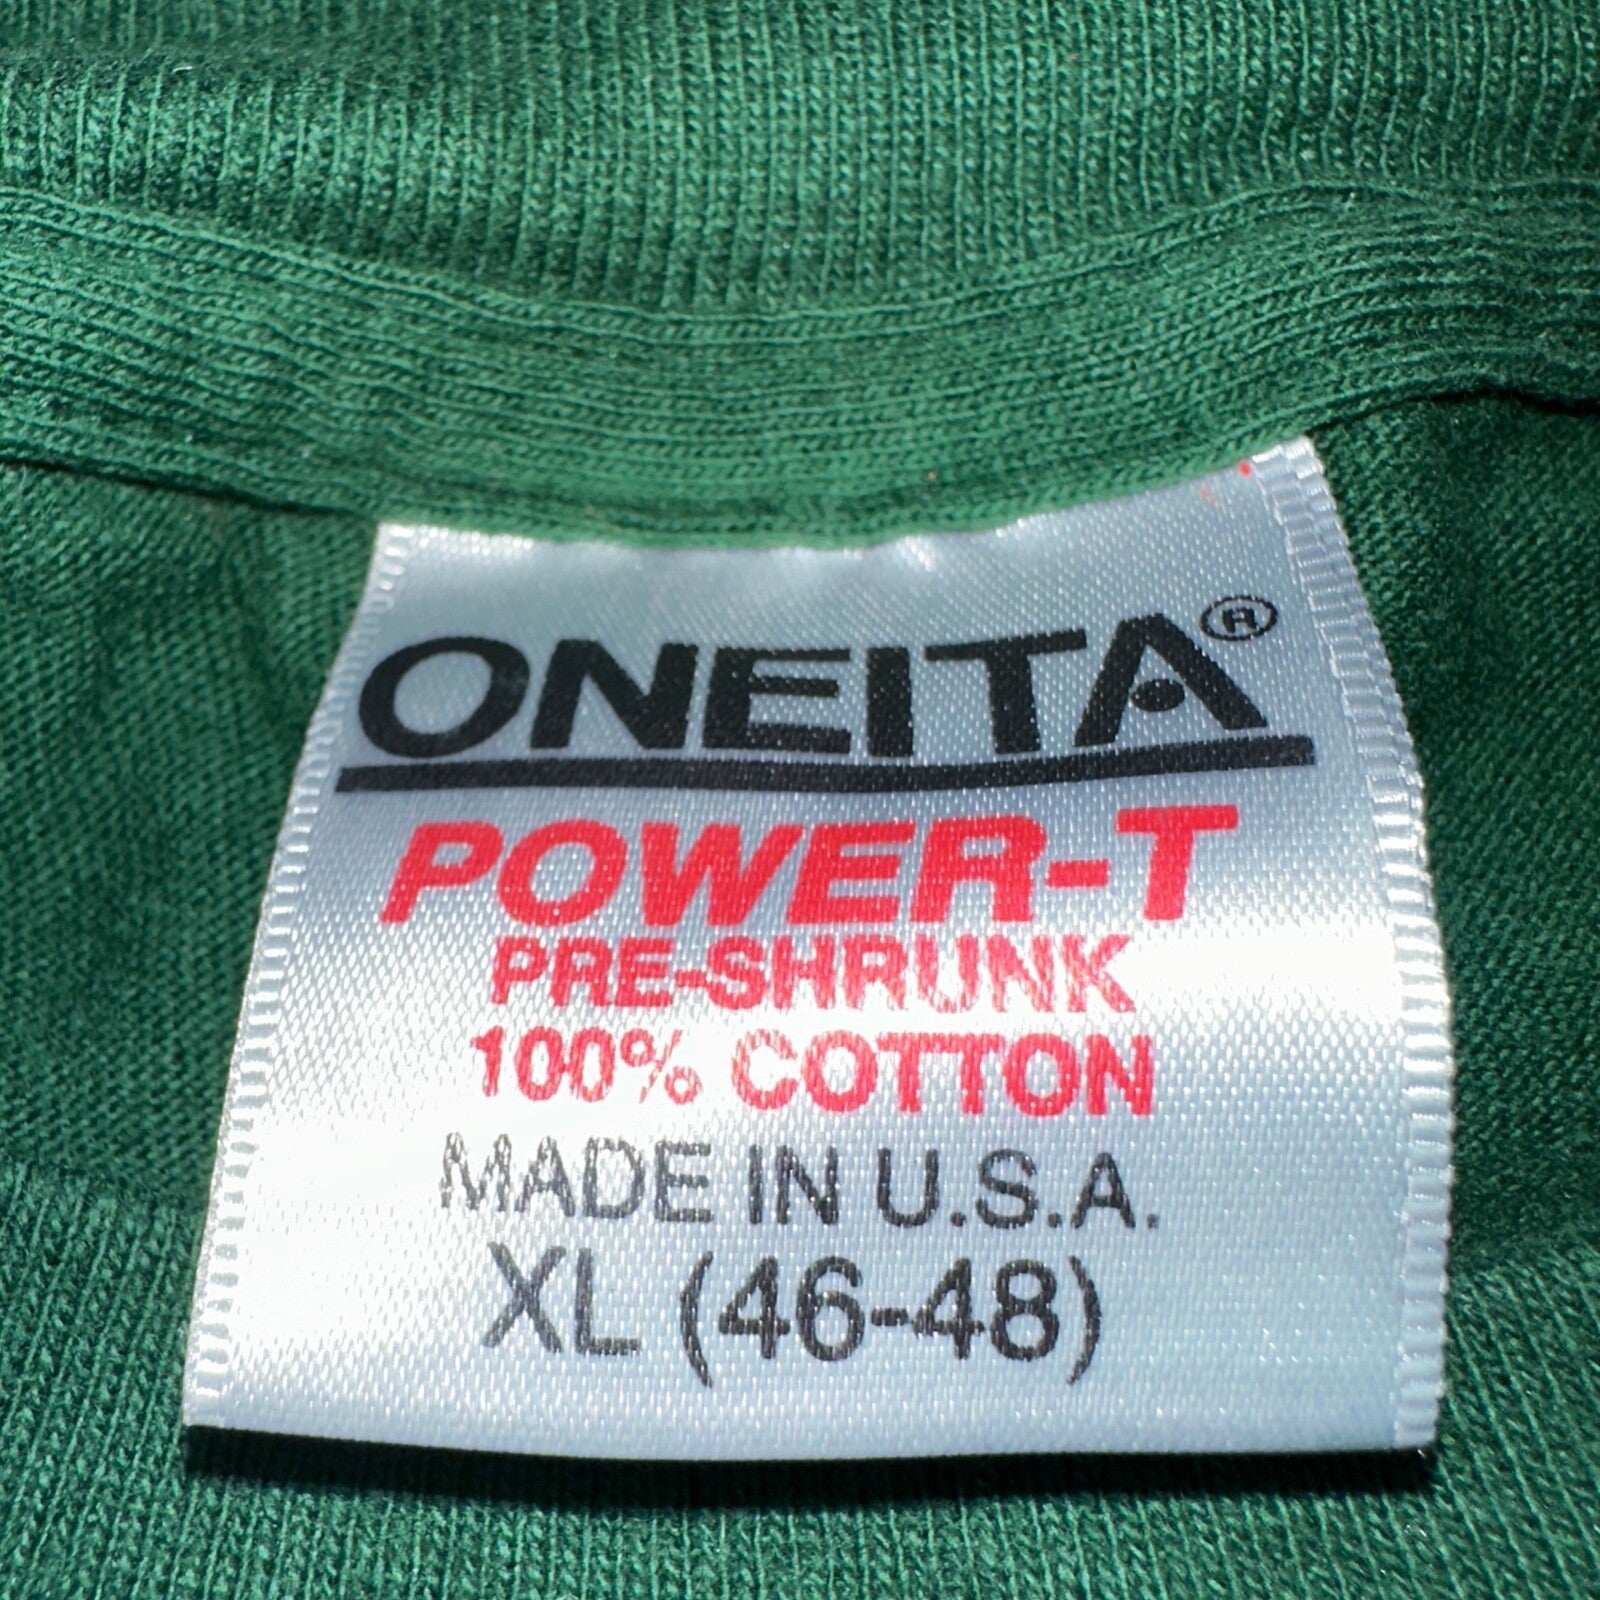 ONEITA®
POWER-T
PRE-SHRUNK
100% COTTON
MADE IN U.S.A.
XL (46-48)